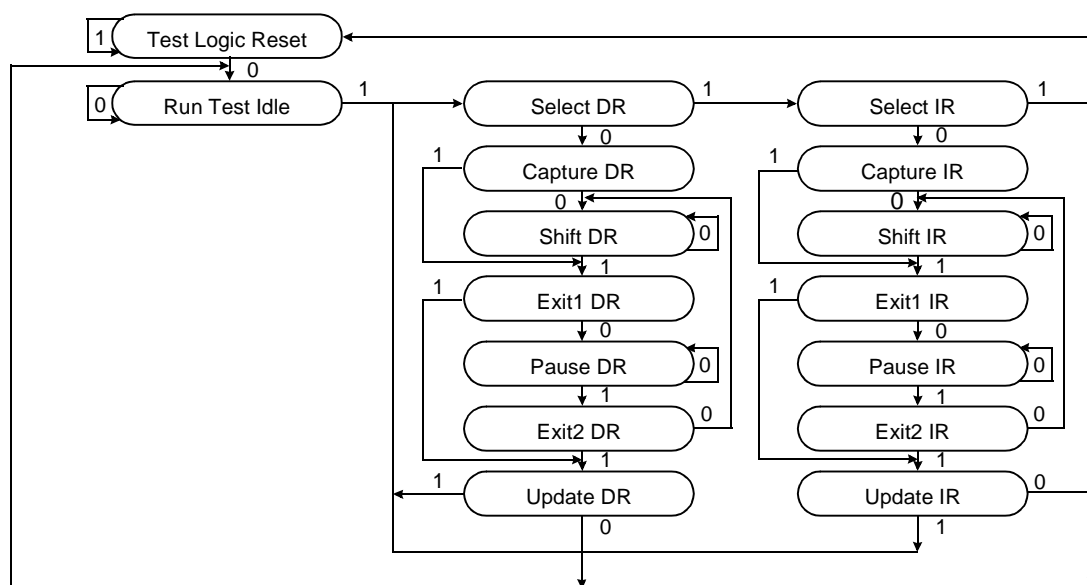 1 Test Logic Reset
0
0 Run Test Idle 1 Select DR 1 Select IR 1
0 0
1 Capture DR 1 Capture IR
0 0
Shift DR 0 Shift IR 0
1 1
1 Exit1 DR 1 Exit1 IR
0 0
Pause DR 0 Pause IR 0
1 1
Exit2 DR 0 Exit2 IR 0
1 1
1 Update DR Update IR 0
0 1